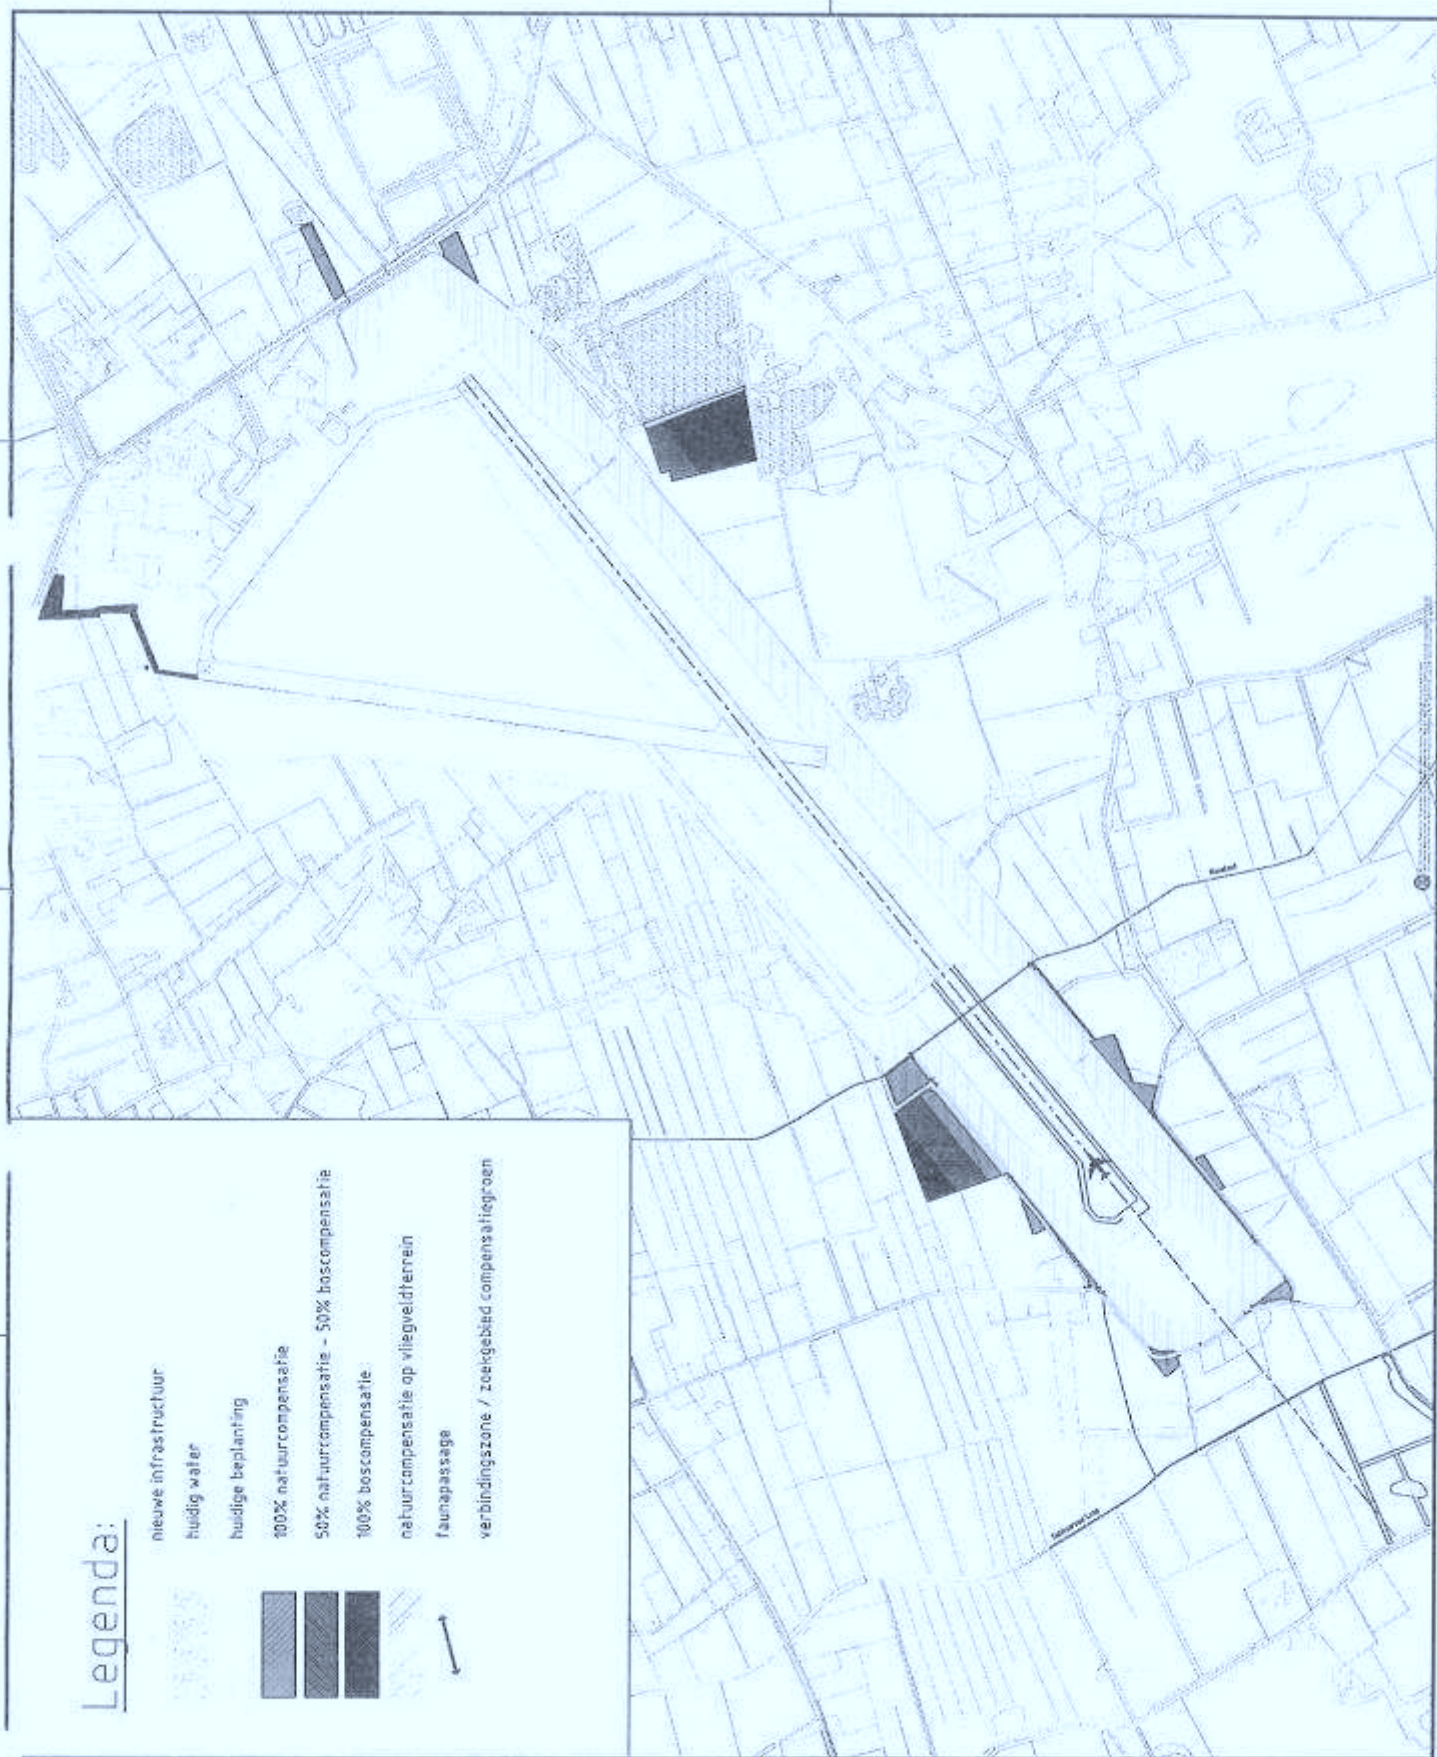 Legenda:
nieuwe infrastructuur
huidig water
huidige beplanting
100% natuurcompensatie
50% natuurcompensatie - 50% boscompensatie
100% boscompensatie
natuurcompensatie op vliegveldterrein
faunapassage
verbindingszone / zoekgebied compensatiegroen